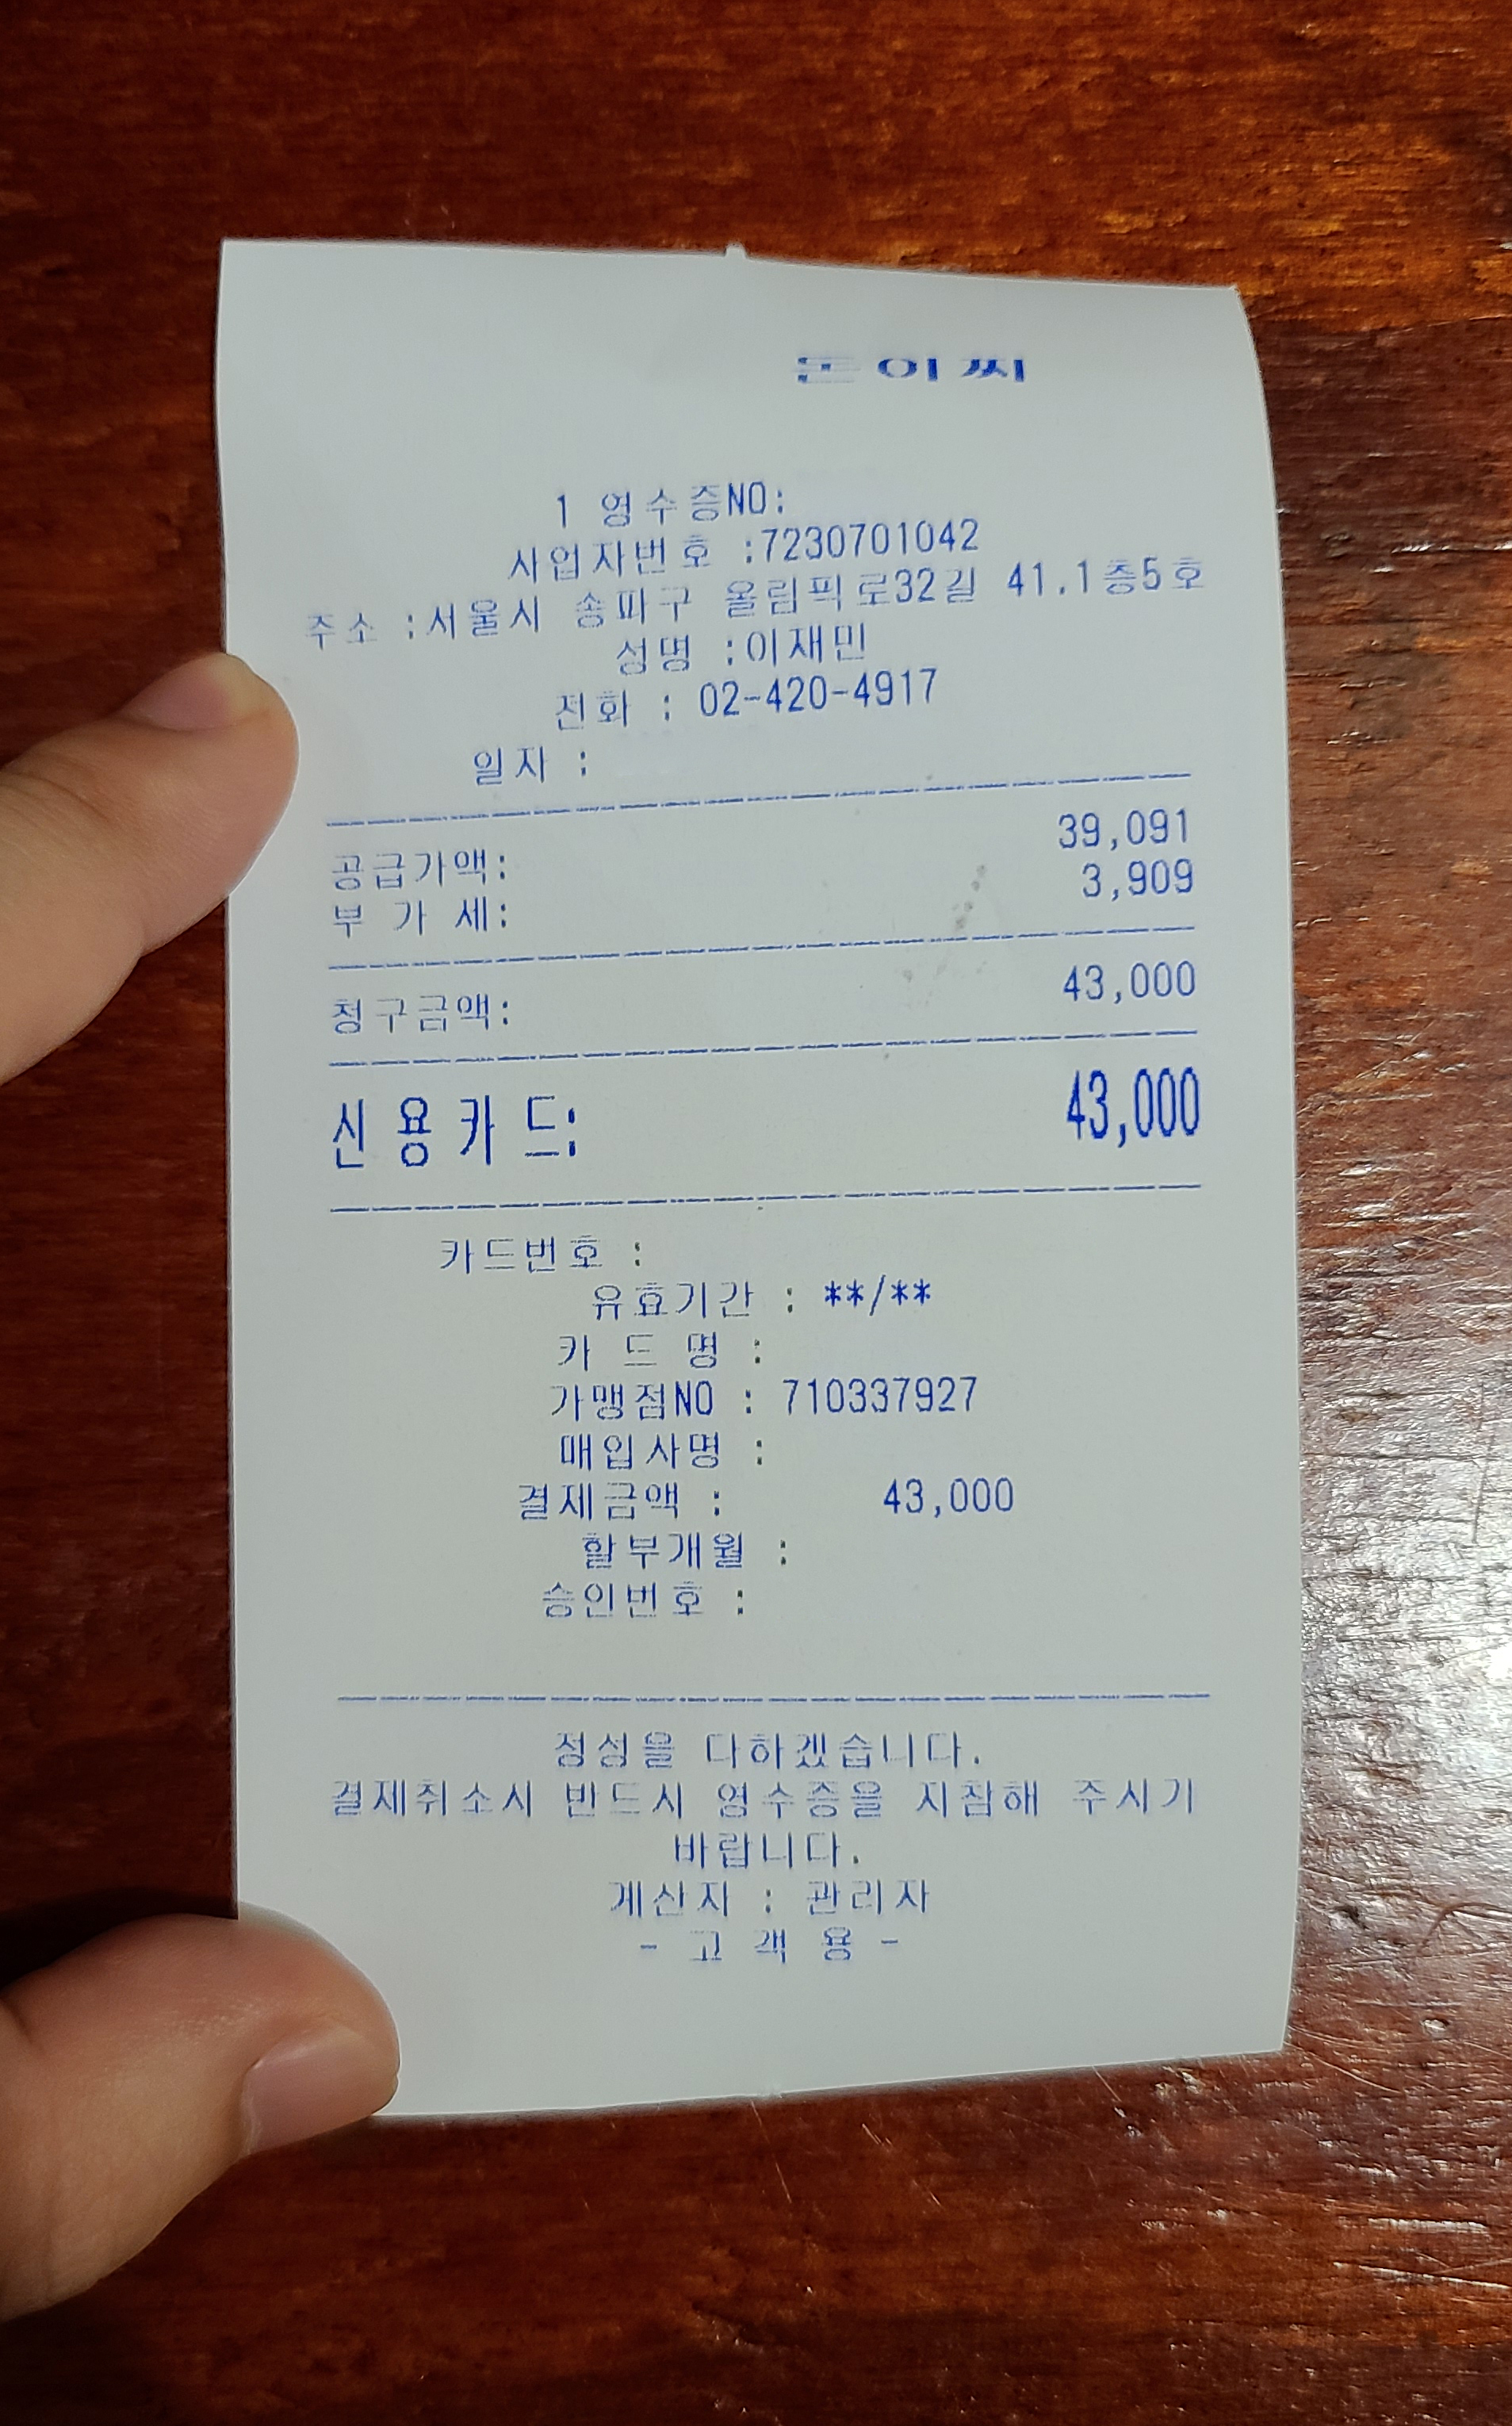 돈이찌
1 영수증NO:
사업자번호 :7230701042
주소 :서울시 송파구 올림픽로32길 41.1층5호
성명 :이재민
전화 : 02-420-4917
일자 :
공급가액: 39,091
부 가 세: 3,909
청구금액: 43,000
신용카드: 43,000
카드번호 :
유효기간 : **/**
카 드 명 :
가맹점NO : 710337927
매입사명 :
결제금액 : 43,000
할부개월 :
승인번호 :
정성을 다하겠습니다.
결제취소시 반드시 영수증을 지참해 주시기
바랍니다.
계산자 : 관리자
- 고 객 용 -